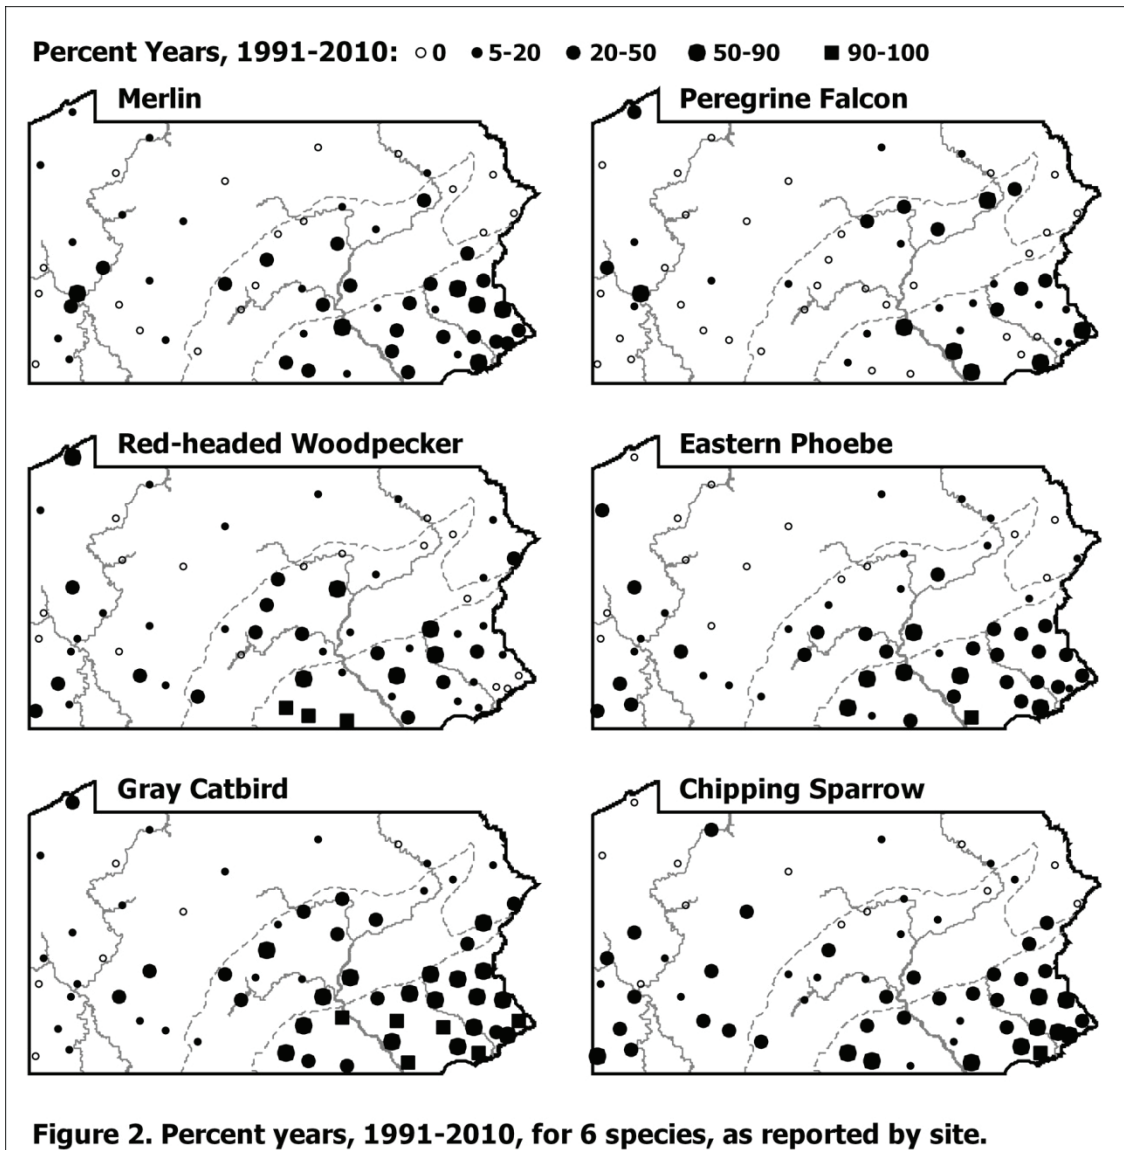 Percent Years, 1991-2010: 0 5-20 20-50 50-90 90-100
Merlin
Peregrine Falcon
Red-headed Woodpecker
Eastern Phoebe
Gray Catbird
Chipping Sparrow
Figure 2. Percent years, 1991-2010, for 6 species, as reported by site.